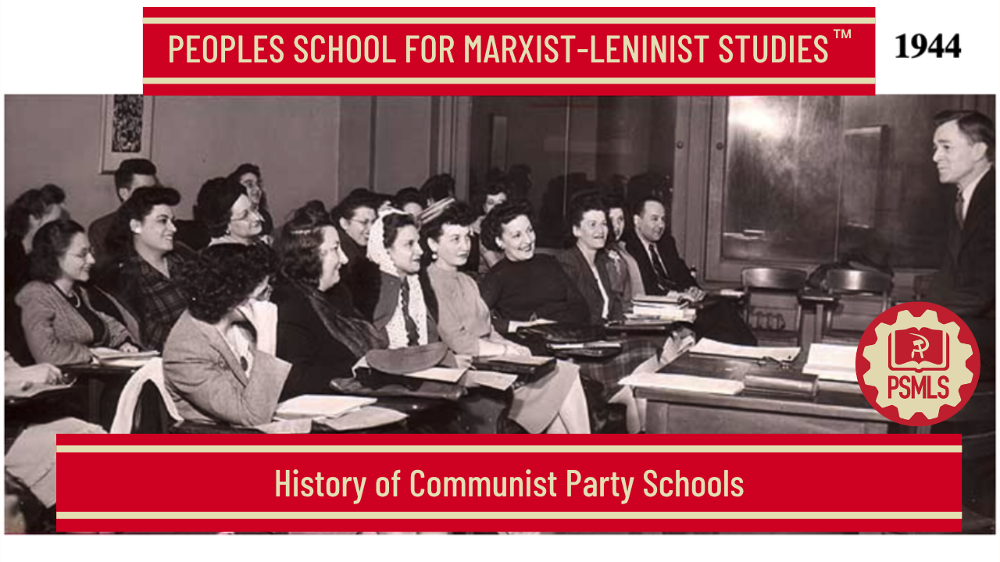 PEOPLES SCHOOL FOR MARXIST-LENINIST STUDIES™
1944
PSMLS
History of Communist Party Schools